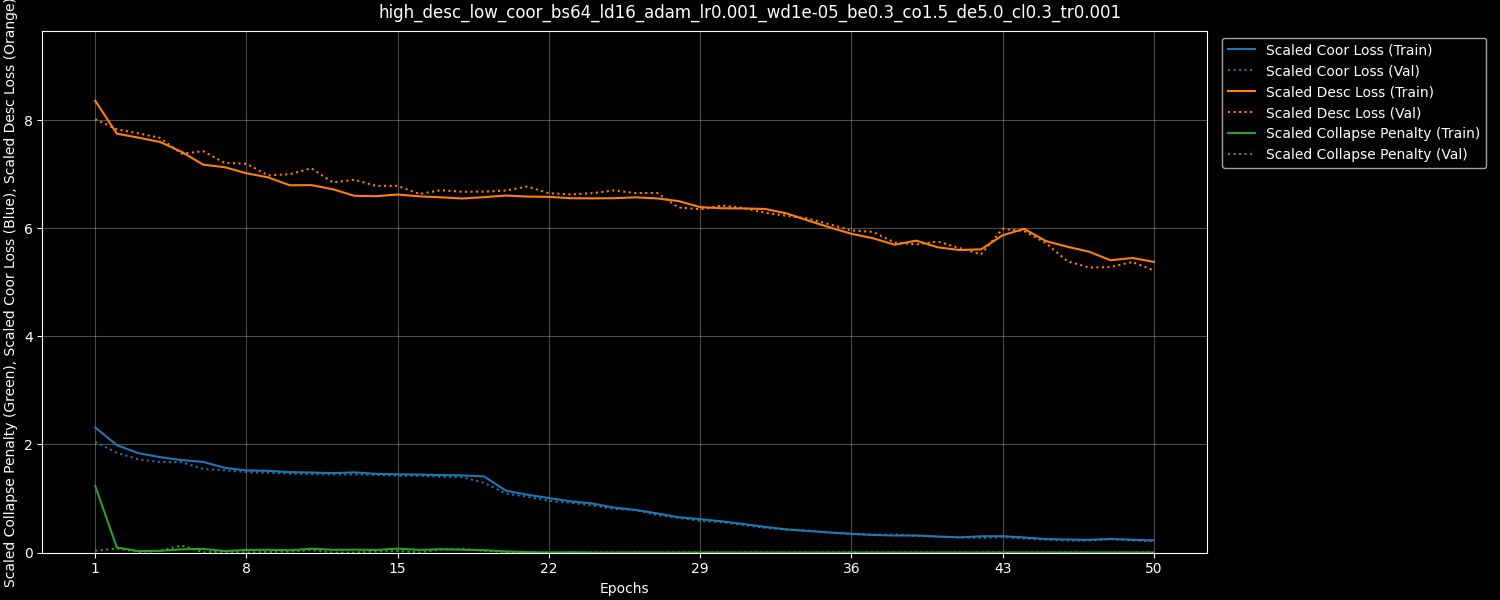 high_desc_low_coor_bs64_ld16_adam_lr0.001_wd1e-05_be0.3_co1.5_de5.0_cl0.3_tr0.001
Scaled Collapse Penalty (Green), Scaled Coor Loss (Blue), Scaled Desc Loss (Orange)
8
6
4
2
0
1 8 15 22 29 36 43 50
Epochs
Scaled Coor Loss (Train)
Scaled Coor Loss (Val)
Scaled Desc Loss (Train)
Scaled Desc Loss (Val)
Scaled Collapse Penalty (Train)
Scaled Collapse Penalty (Val)